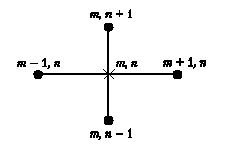 m, n + 1
m − 1, n
m, n
m + 1, n
m, n − 1